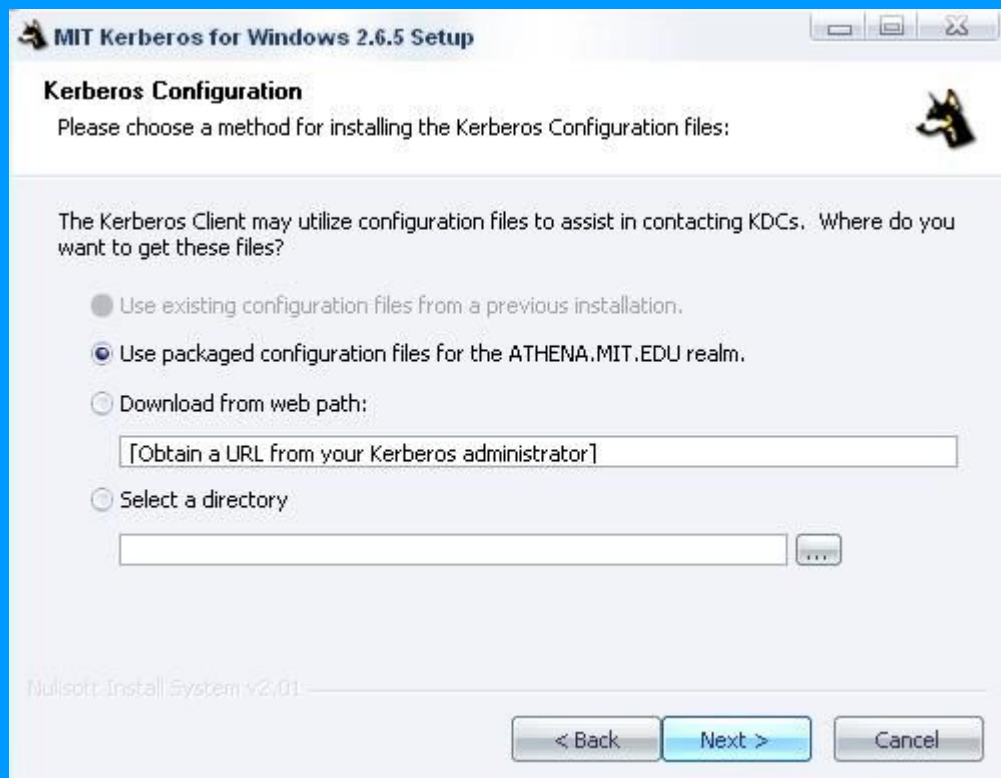 MIT Kerberos for Windows 2.6.5 Setup
Kerberos Configuration
Please choose a method for installing the Kerberos Configuration files:
The Kerberos Client may utilize configuration files to assist in contacting KDCs. Where do you
want to get these files?
Use existing configuration files from a previous installation.
Use packaged configuration files for the ATHENA.MIT.EDU realm.
Download from web path:
[Obtain a URL from your Kerberos administrator]
Select a directory
...
Nullsoft Install System v2.01
< Back Next > Cancel